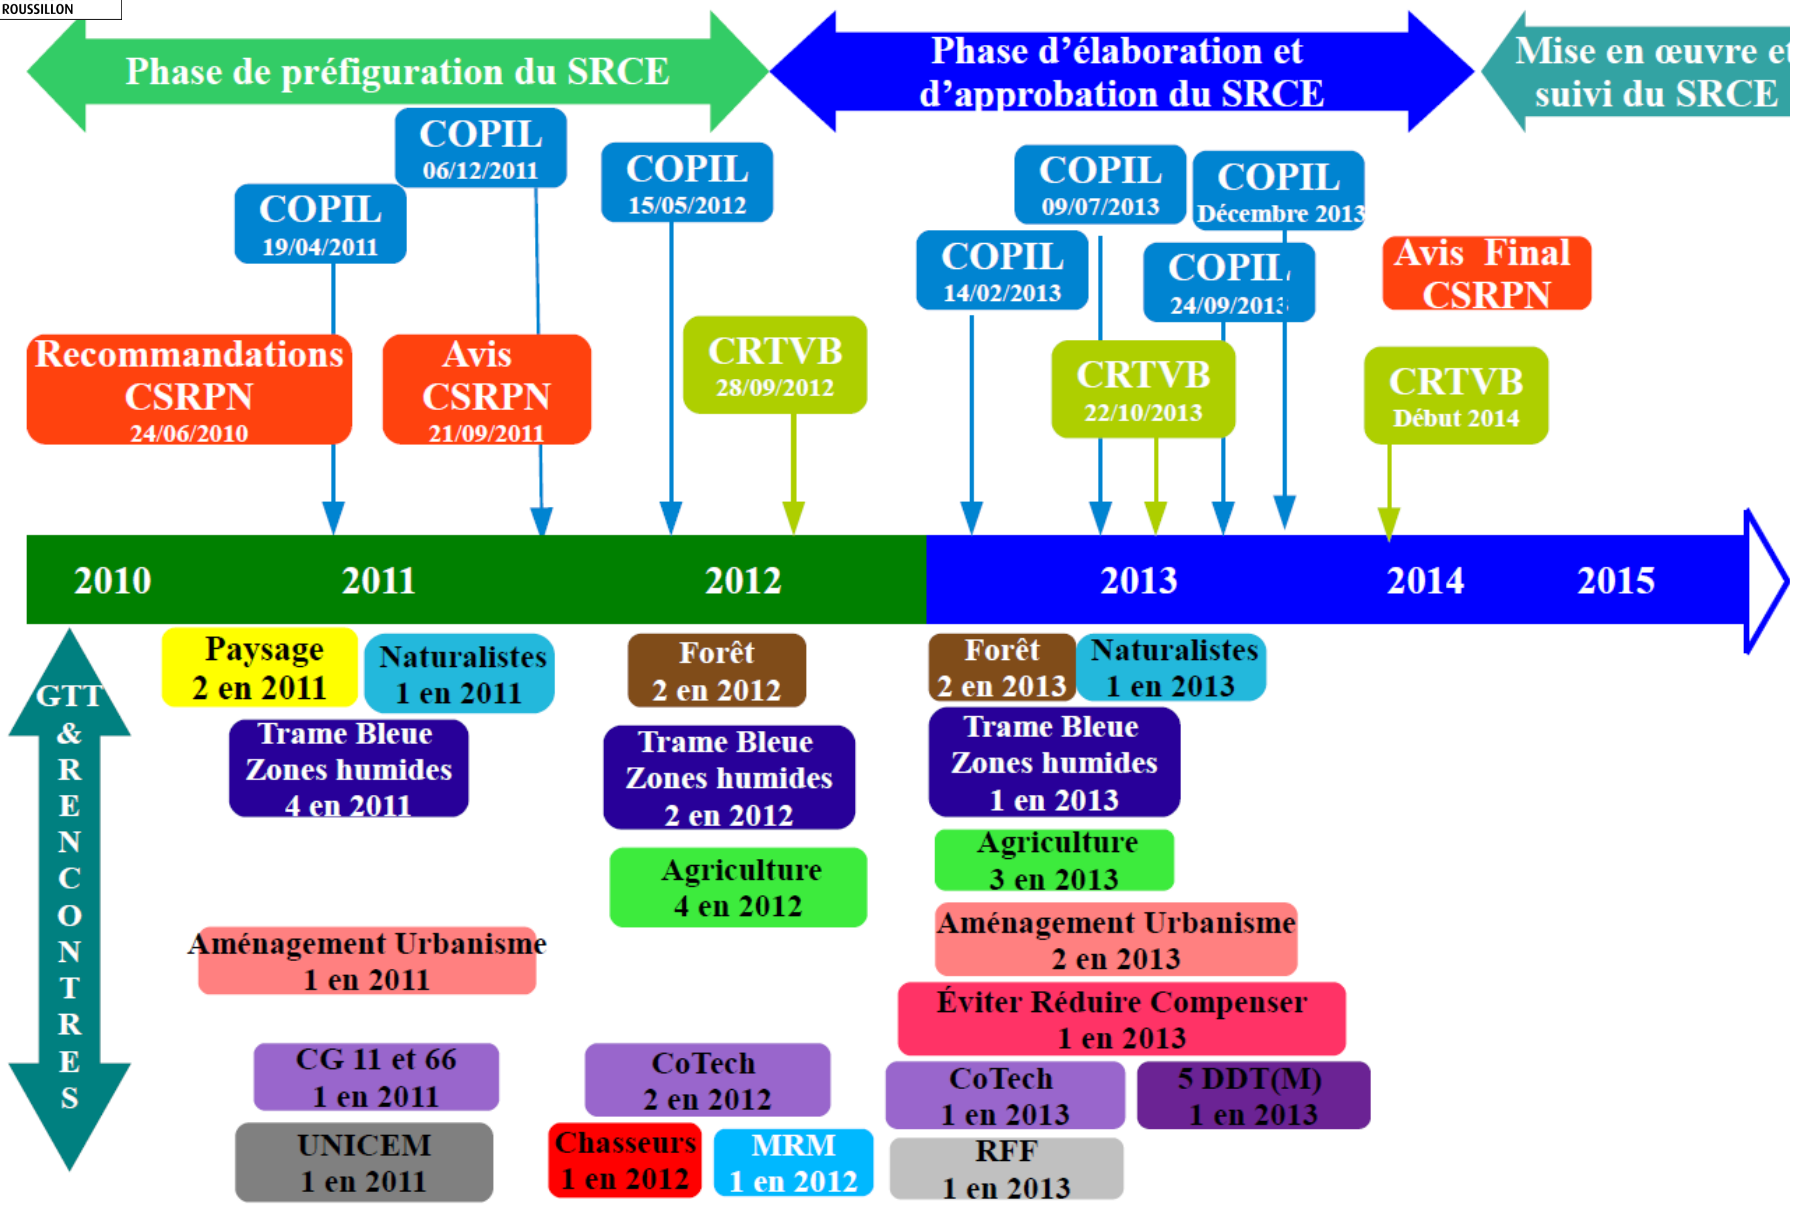 ROUSSILLON
Phase de préfiguration du SRCE
Phase d’élaboration et
d’approbation du SRCE
Mise en œuvre et
suivi du SRCE
COPIL
06/12/2011
COPIL
15/05/2012
COPIL
09/07/2013
COPIL
Décembre 2013
COPIL
19/04/2011
COPIL
14/02/2013
COPIL
24/09/2013
Avis Final
CSRPN
Recommandations
CSRPN
24/06/2010
Avis
CSRPN
21/09/2011
CRTVB
28/09/2012
CRTVB
22/10/2013
CRTVB
Début 2014
2010 2011 2012 2013 2014 2015
GTT
&
R
E
N
C
O
N
T
R
E
S
Paysage
2 en 2011
Naturalistes
1 en 2011
Forêt
2 en 2012
Forêt
2 en 2013
Naturalistes
1 en 2013
Trame Bleue
Zones humides
4 en 2011
Trame Bleue
Zones humides
2 en 2012
Trame Bleue
Zones humides
1 en 2013
Agriculture
4 en 2012
Agriculture
3 en 2013
Aménagement Urbanisme
1 en 2011
Aménagement Urbanisme
2 en 2013
Éviter Réduire Compenser
1 en 2013
CG 11 et 66
1 en 2011
CoTech
2 en 2012
CoTech
1 en 2013
5 DDT(M)
1 en 2013
UNICEM
1 en 2011
Chasseurs
1 en 2012
MRM
1 en 2012
RFF
1 en 2013